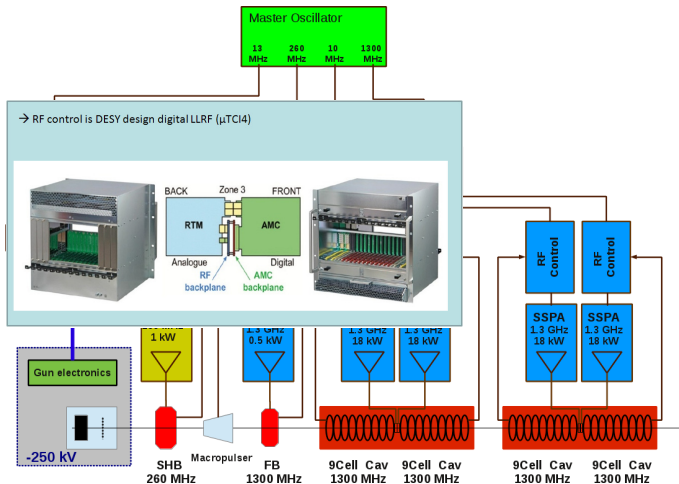 Master Oscillator
13 260 10 1300
MHz MHz MHz MHz
→ RF control is DESY design digital LLRF (µTCI4)
BACK Zone 3 FRONT
RTM AMC
Analogue Digital
RF AMC
backplane backplane
RF Control
RF Control
SSPA SSPA
1.3 GHz 1.3 GHz
18 kW 18 kW
1 kW
1.3 GHz
0.5 kW
1.3 GHz 1.3 GHz
18 kW 18 kW
Gun electronics
-250 kV
SHB
260 MHz
Macropulser
FB
1300 MHz
9Cell Cav 9Cell Cav
1300 MHz 1300 MHz
9Cell Cav 9Cell Cav
1300 MHz 1300 MHz